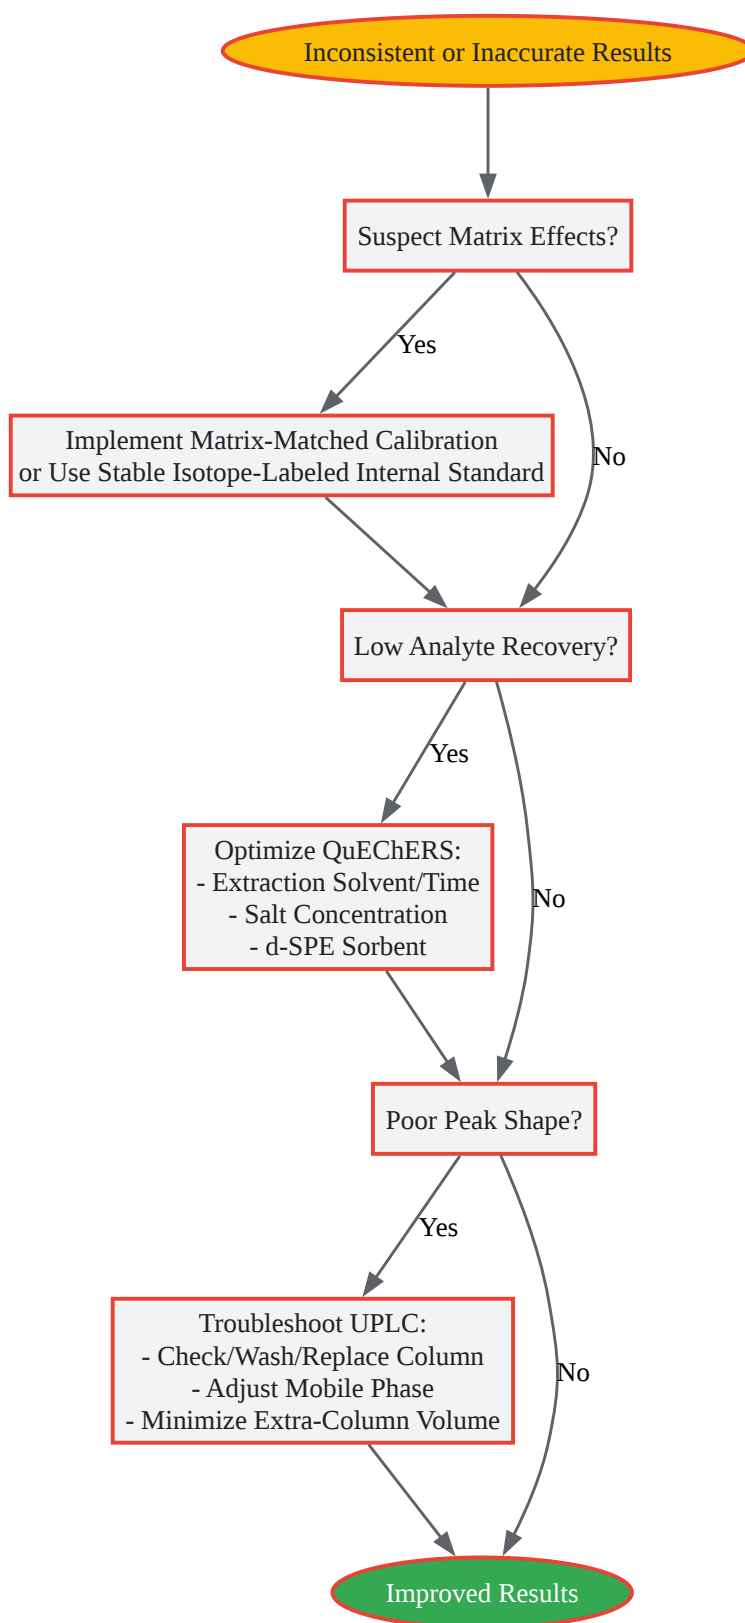 Inconsistent or Inaccurate Results
Suspect Matrix Effects?
Yes
Implement Matrix-Matched Calibration
or Use Stable Isotope-Labeled Internal Standard
No
Low Analyte Recovery?
Yes
Optimize QuEChERS:
- Extraction Solvent/Time
- Salt Concentration
- d-SPE Sorbent
No
Poor Peak Shape?
Yes
Troubleshoot UPLC:
- Check/Wash/Replace Column
- Adjust Mobile Phase
- Minimize Extra-Column Volume
No
Improved Results